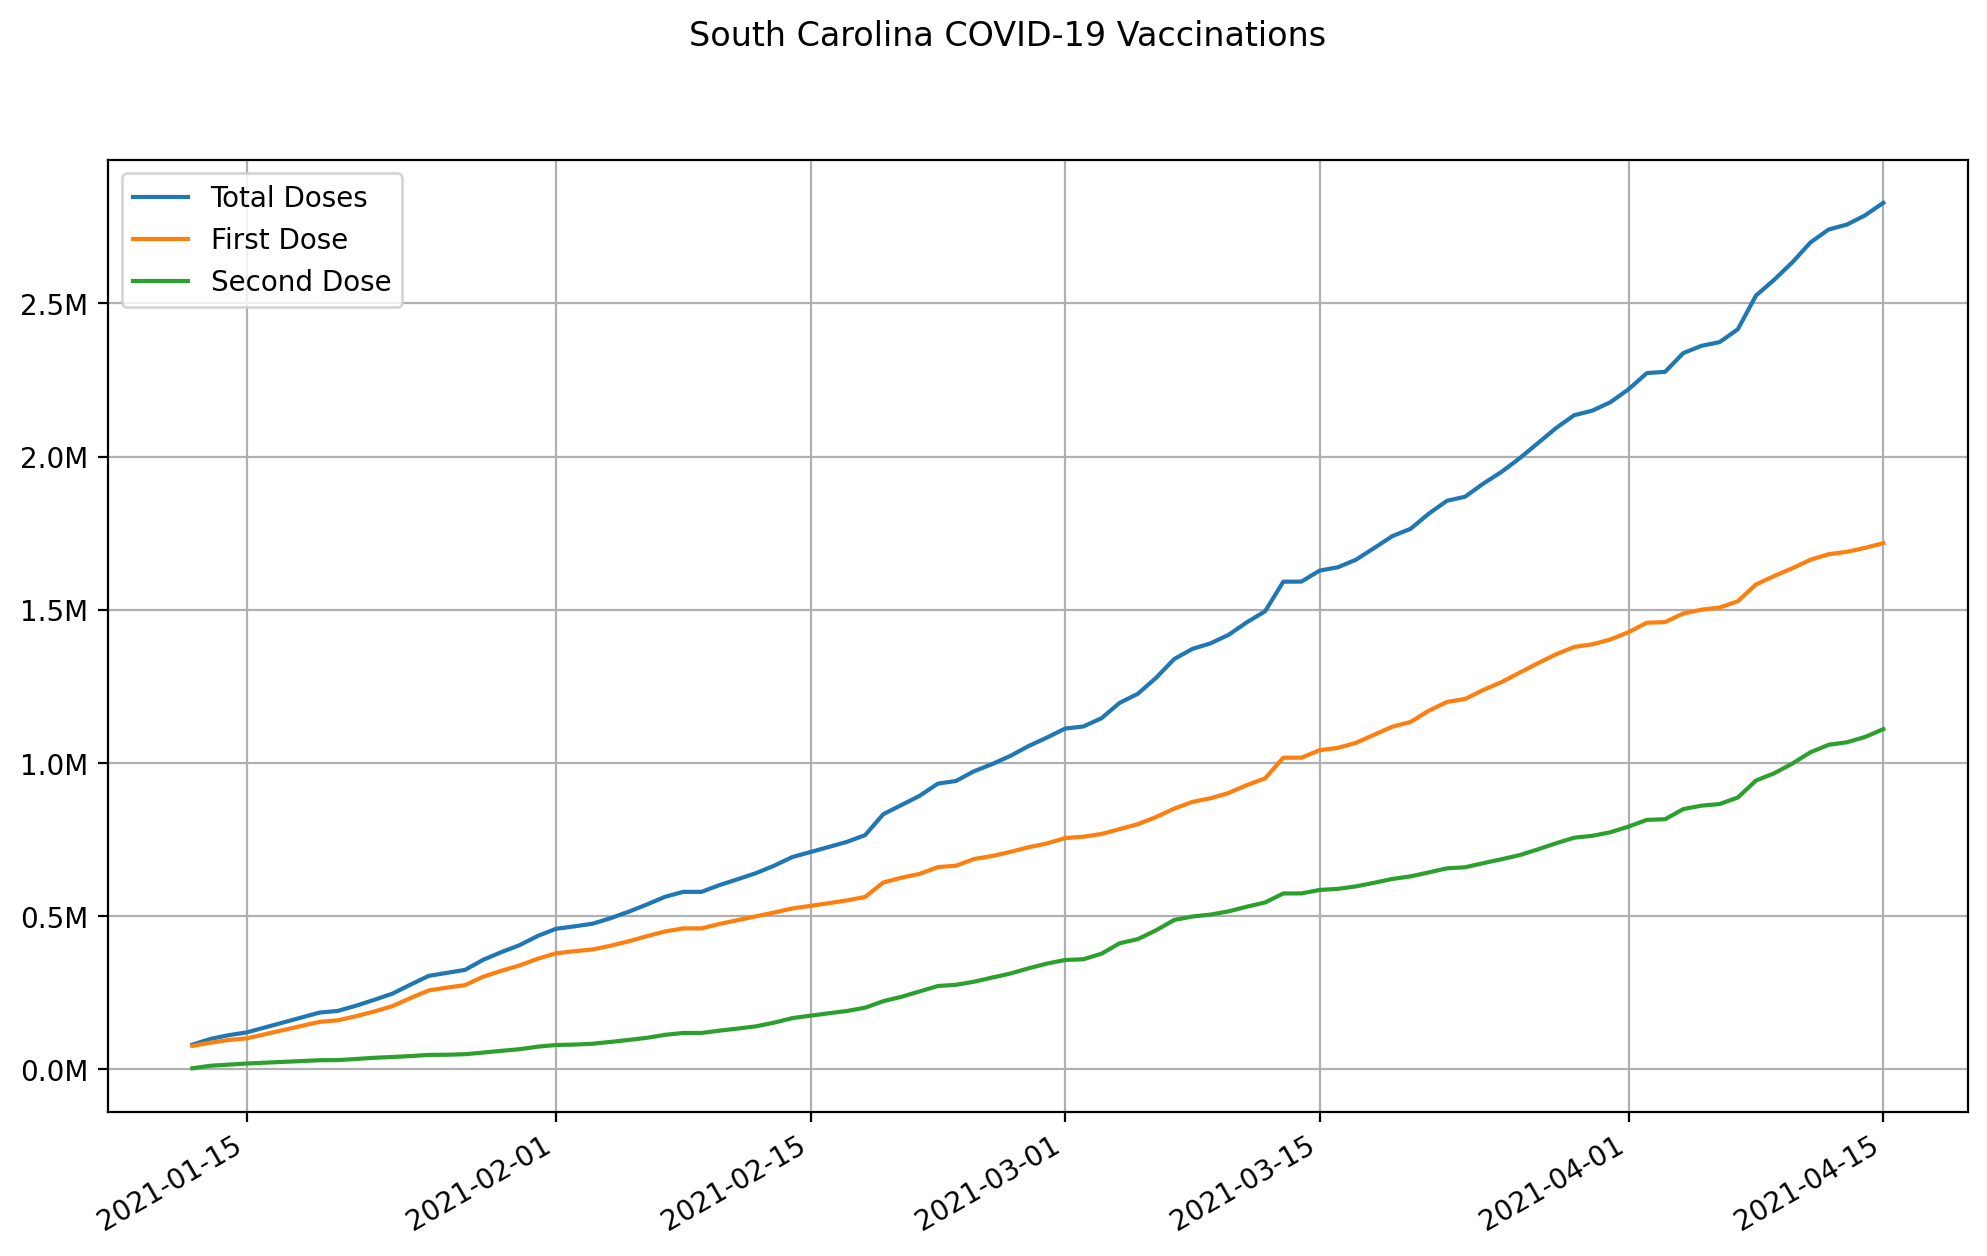 South Carolina COVID-19 Vaccinations
Total Doses
First Dose
Second Dose
2.5M
2.0M
1.5M
1.0M
0.5M
0.0M
2021-01-15
2021-02-01
2021-02-15
2021-03-01
2021-03-15
2021-04-01
2021-04-15